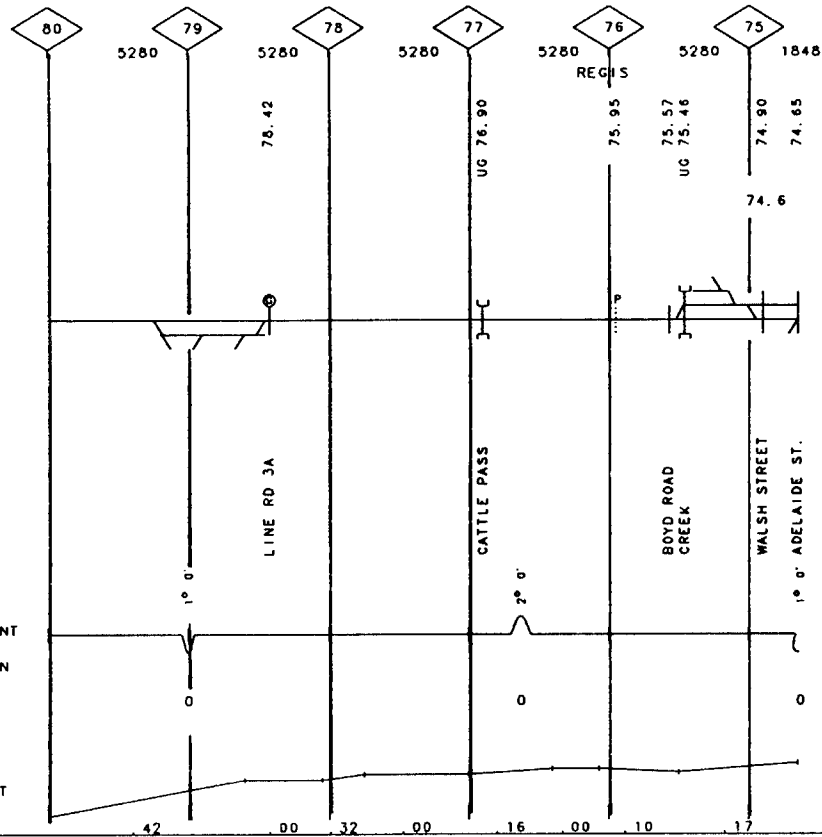 80 79 78 77 76 75
5280 5280 5280 5280 5280 1848
REGIS
78.42
UG 76.90
75.95
75.57
UG 75.46
74.90
74.65
74.6
G
P
LINE RD 3A
CATTLE PASS
BOYD ROAD
CREEK
WALSH STREET
ADELAIDE ST.
1° 0'
2° 0'
1° 0'
NT
N
0 0 0
T
.42 .00 .32 .00 .16 .00 .10 .17